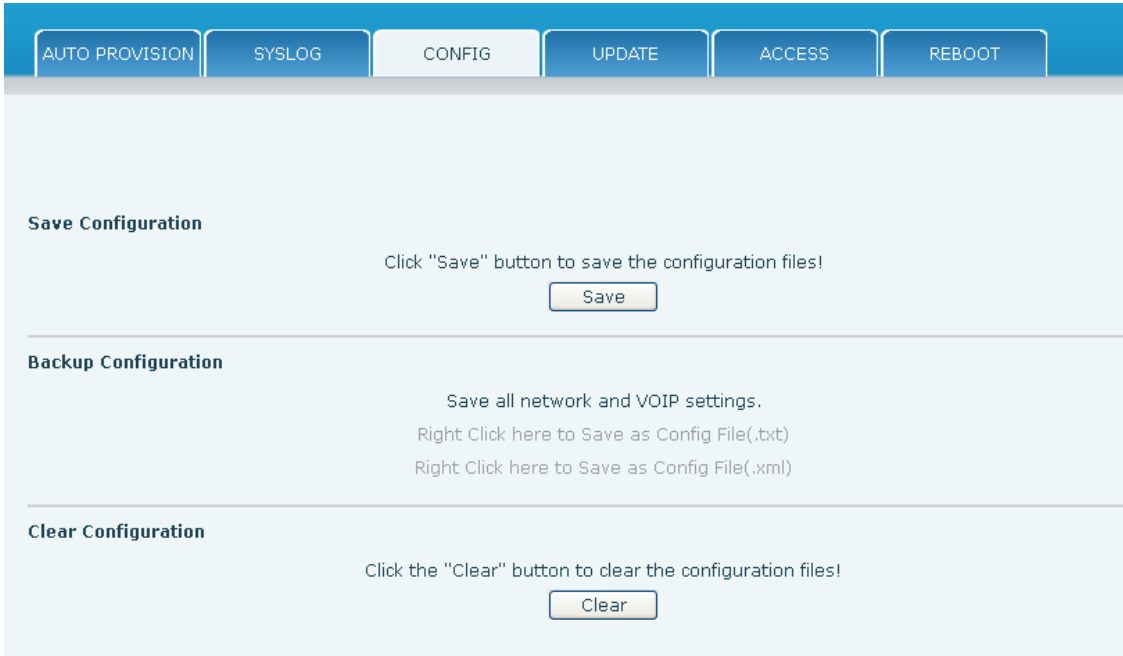 AUTO PROVISION SYSLOG CONFIG UPDATE ACCESS REBOOT
Save Configuration
Click "Save" button to save the configuration files!
Save
Backup Configuration
Save all network and VOIP settings.
Right Click here to Save as Config File(.txt)
Right Click here to Save as Config File(.xml)
Clear Configuration
Click the "Clear" button to clear the configuration files!
Clear